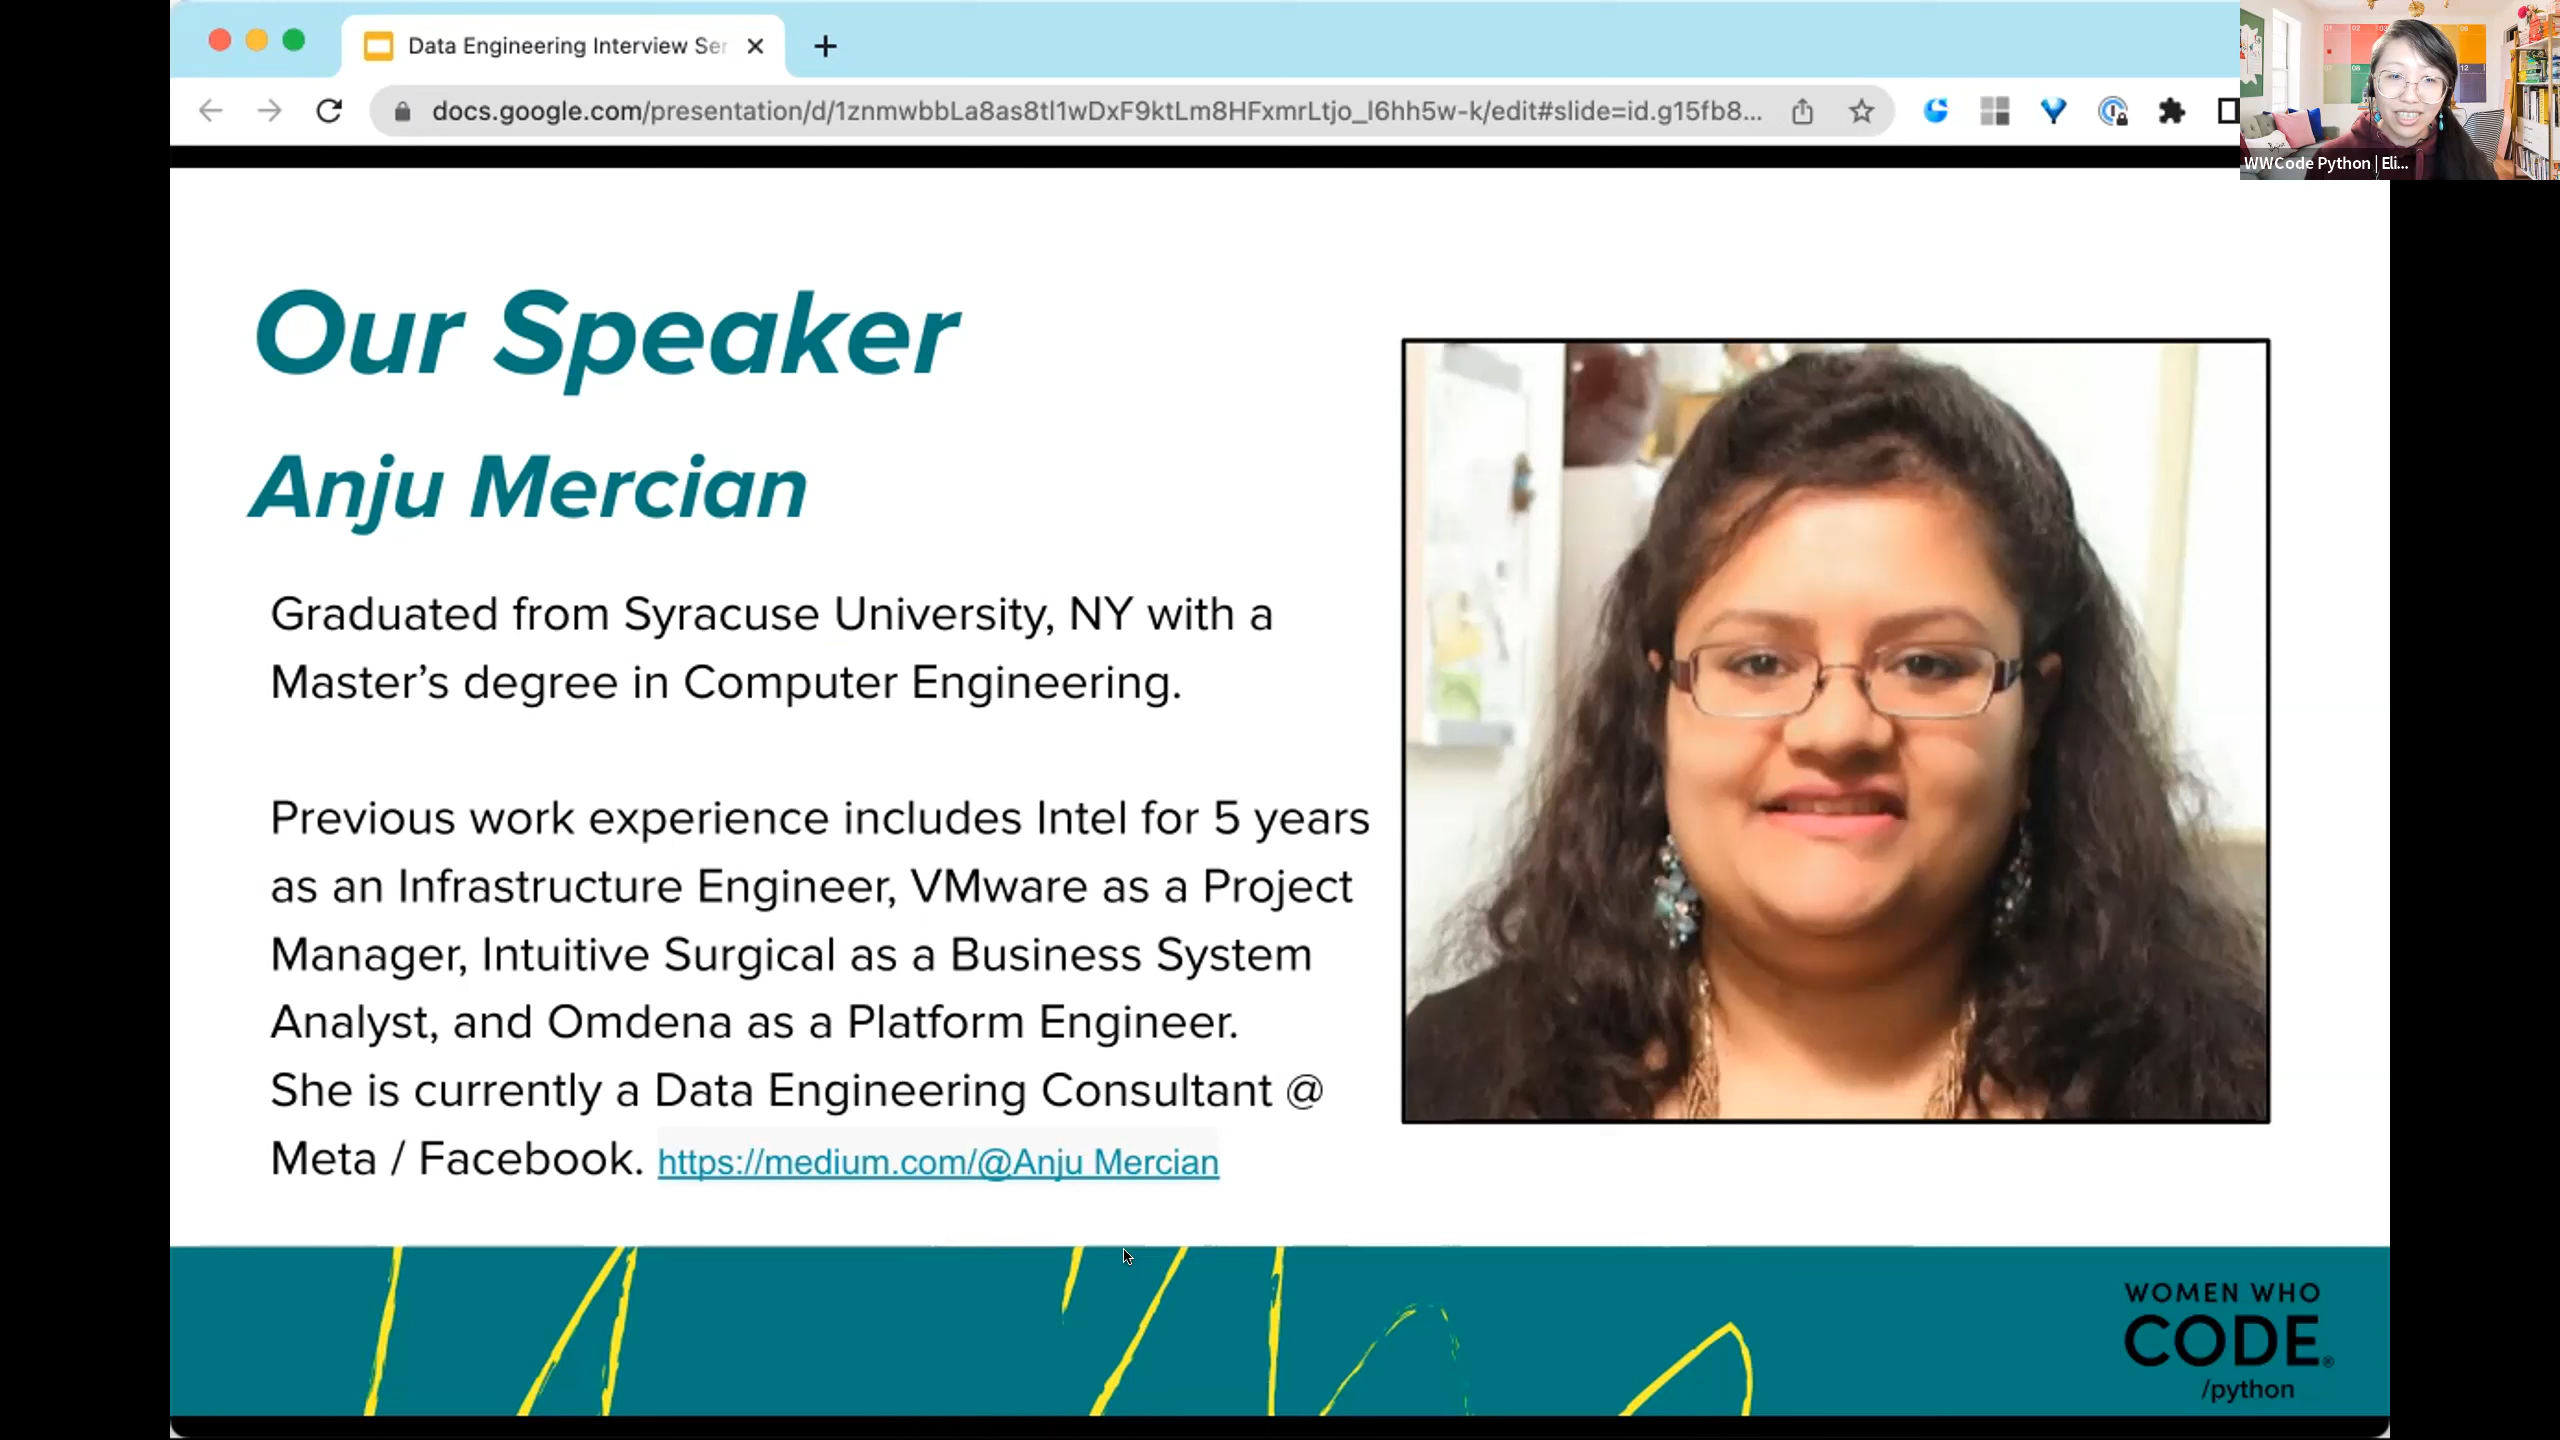 Data Engineering Interview Ser
docs.google.com/presentation/d/1znmwbbLa8as8tl1wDxF9ktLm8HFxmrLtjo_l6hh5w-k/edit#slide=id.g15fb8...
WWCode Python | Eli...
Our Speaker
Anju Mercian
Graduated from Syracuse University, NY with a
Master’s degree in Computer Engineering.
Previous work experience includes Intel for 5 years
as an Infrastructure Engineer, VMware as a Project
Manager, Intuitive Surgical as a Business System
Analyst, and Omdena as a Platform Engineer.
She is currently a Data Engineering Consultant @
Meta / Facebook. https://medium.com/@Anju Mercian
WOMEN WHO
CODE®
/python